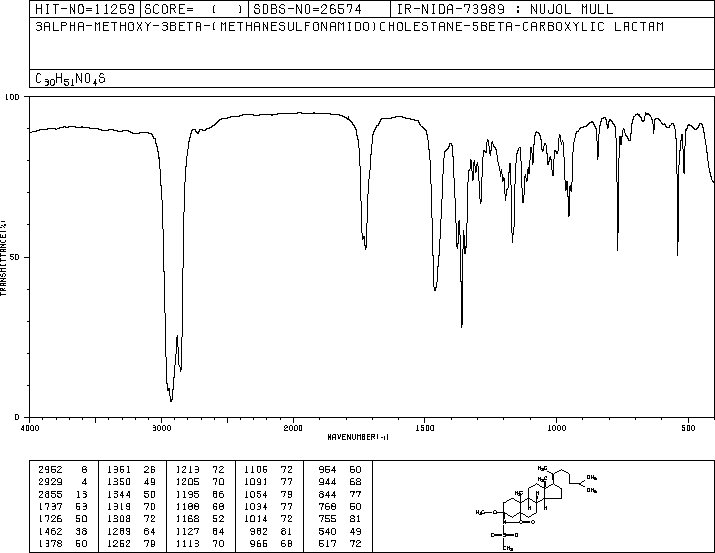 HIT-NO=11259 SCORE= ( ) SDBS-NO=26574 IR-NIDA-73989 : NUJOL MULL
3ALPHA-METHOXY-3BETA-(METHANESULFONAMIDO)CHOLESTANE-5BETA-CARBOXYLIC LACTAM
C30H51NO4S
100
50
0
TRANSMITTANCE(%)
4000 3000 2000 1500 1000 500
WAVENUMBER(-1)
2962 6 1361 26 1213 72 1106 72 964 60
2929 4 1350 49 1205 70 1091 77 944 68
2855 13 1344 50 1195 66 1054 79 844 77
1737 53 1319 70 1188 68 1034 77 768 50
1726 50 1308 72 1168 52 1014 72 755 81
1462 38 1289 64 1127 64 982 81 540 49
1378 60 1262 79 1113 70 966 68 517 72